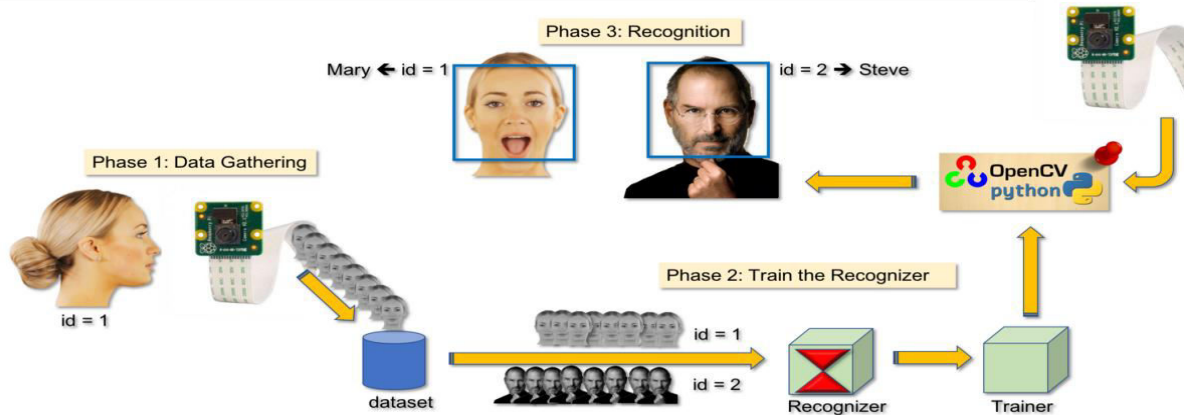 Phase 3: Recognition
Mary ← id = 1
id = 2 → Steve
Phase 1: Data Gathering
OpenCV
python
id = 1
Phase 2: Train the Recognizer
id = 1
id = 2
dataset
Recognizer
Trainer